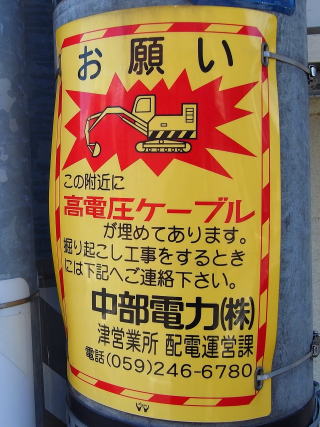 お願い
この附近に
高電圧ケーブル
が埋めてあります。
掘り起こし工事をするとき
には下記へご連絡下さい。
中部電力㈱
津営業所 配電運営課
電話(059)246-6780